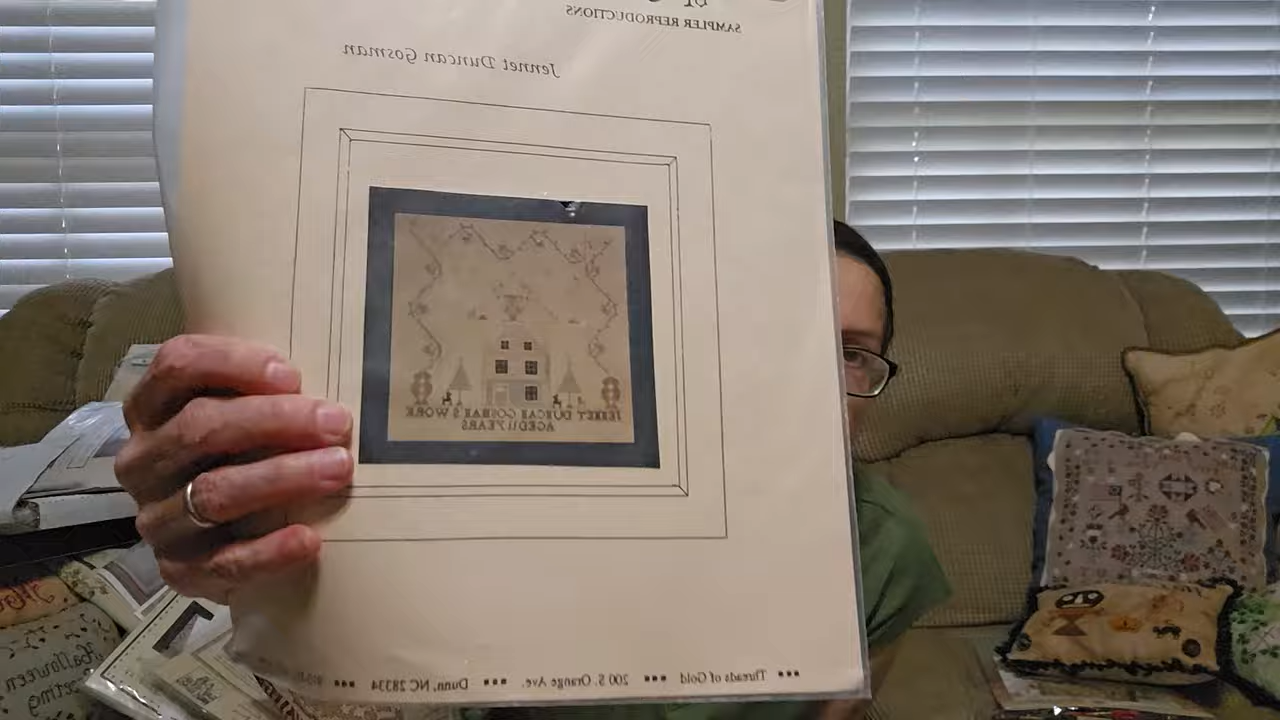 SAMPLER REPRODUCTIONS
Jennet Duncan Gosman
JENNET DUNCAN GOSMAN'S WORK
AGED 11 YEARS
••• Threads of Gold ••• 200 S. Orange Ave. ••• Dunn, NC 28334 •••
Halloween
Greeting